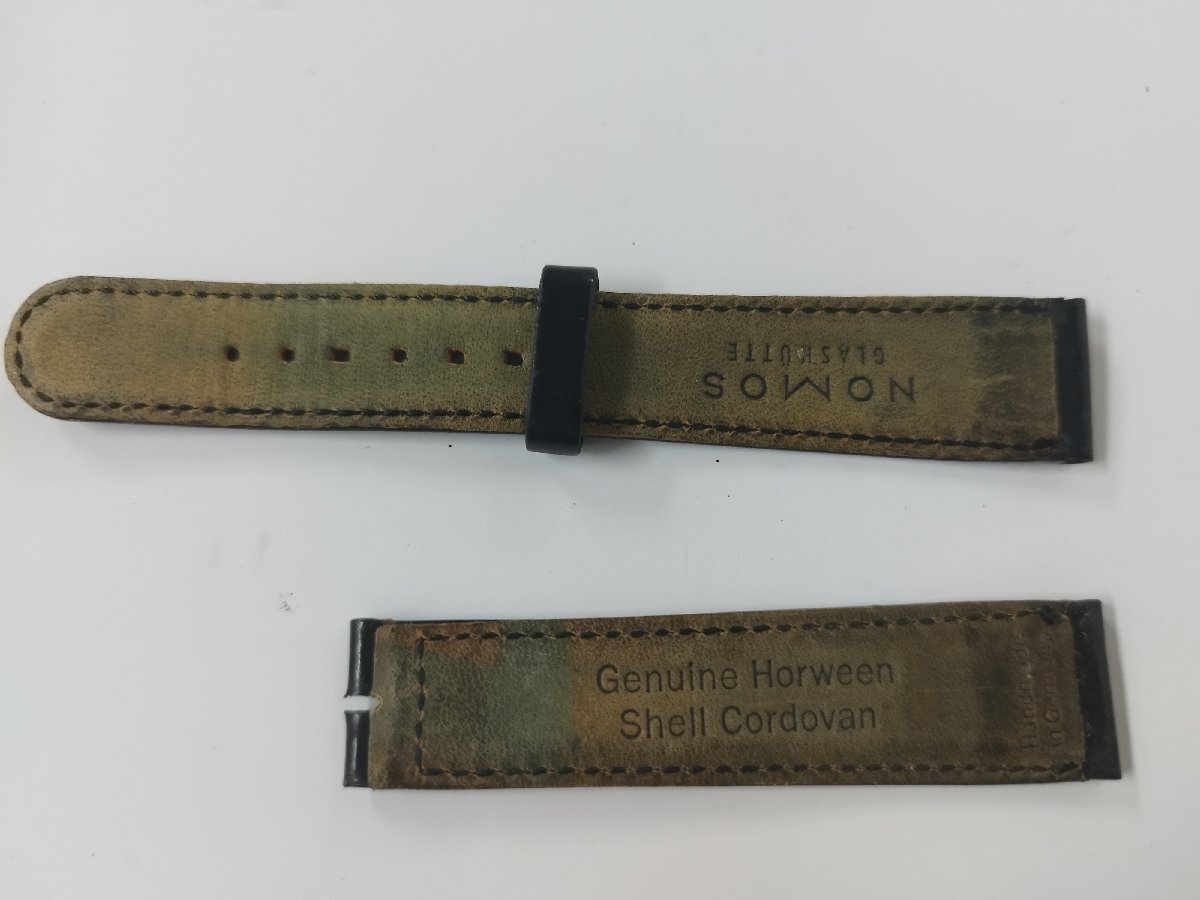 NOMOS
GLASHÜTTE
Genuine Horween
Shell Cordovan